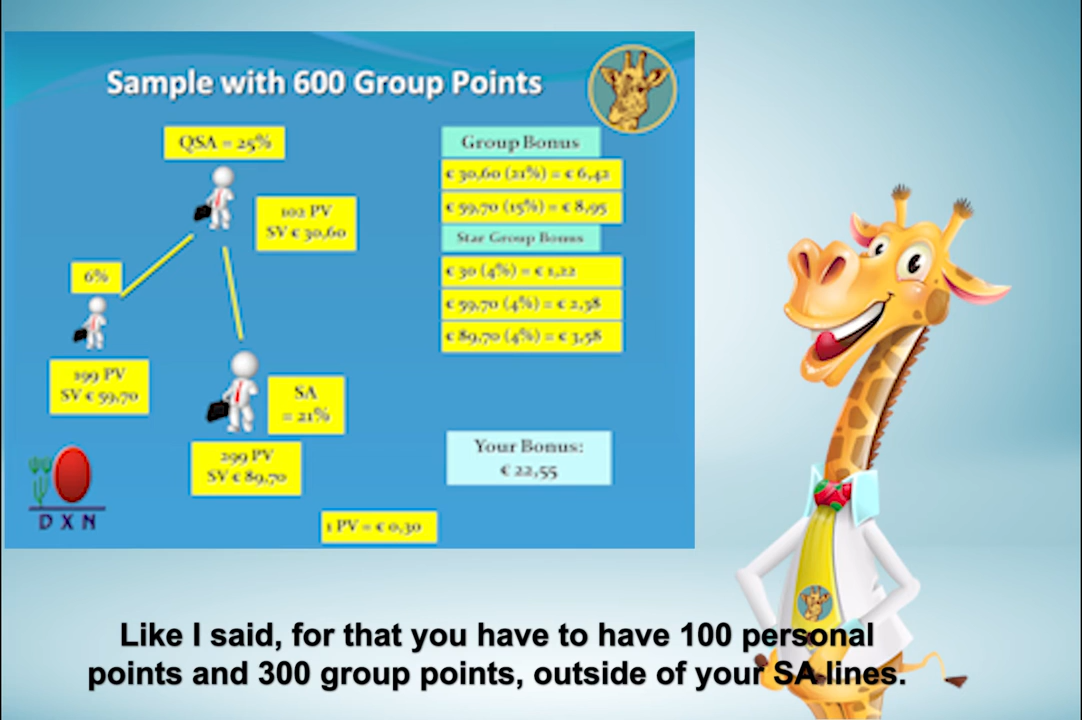 Sample with 600 Group Points
QSA = 25%
102 PV
SV € 30,60
6%
199 PV
SV € 59,70
SA
= 21%
299 PV
SV € 89,70
Group Bonus
€ 30,60 (21%) = € 6,42
€ 59,70 (15%) = € 8,95
Star Group Bonus
€ 30 (4%) = € 1,22
€ 59,70 (4%) = € 2,38
€ 89,70 (4%) = € 3,58
Your Bonus:
€ 22,55
1 PV = € 0,30
DXN
Like I said, for that you have to have 100 personal
points and 300 group points, outside of your SA lines.